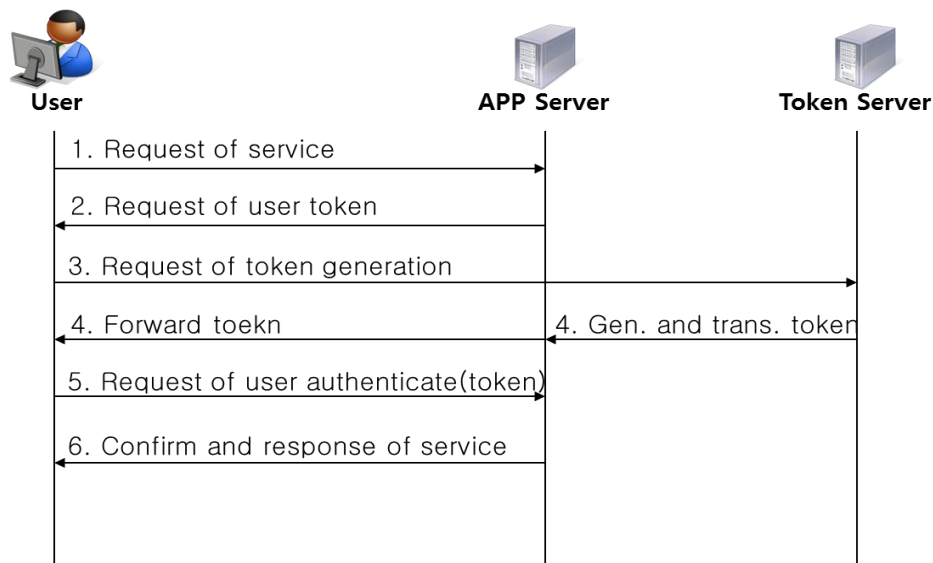 User
APP Server
Token Server
1. Request of service
2. Request of user token
3. Request of token generation
4. Forward toekn
4. Gen. and trans. token
5. Request of user authenticate(token)
6. Confirm and response of service